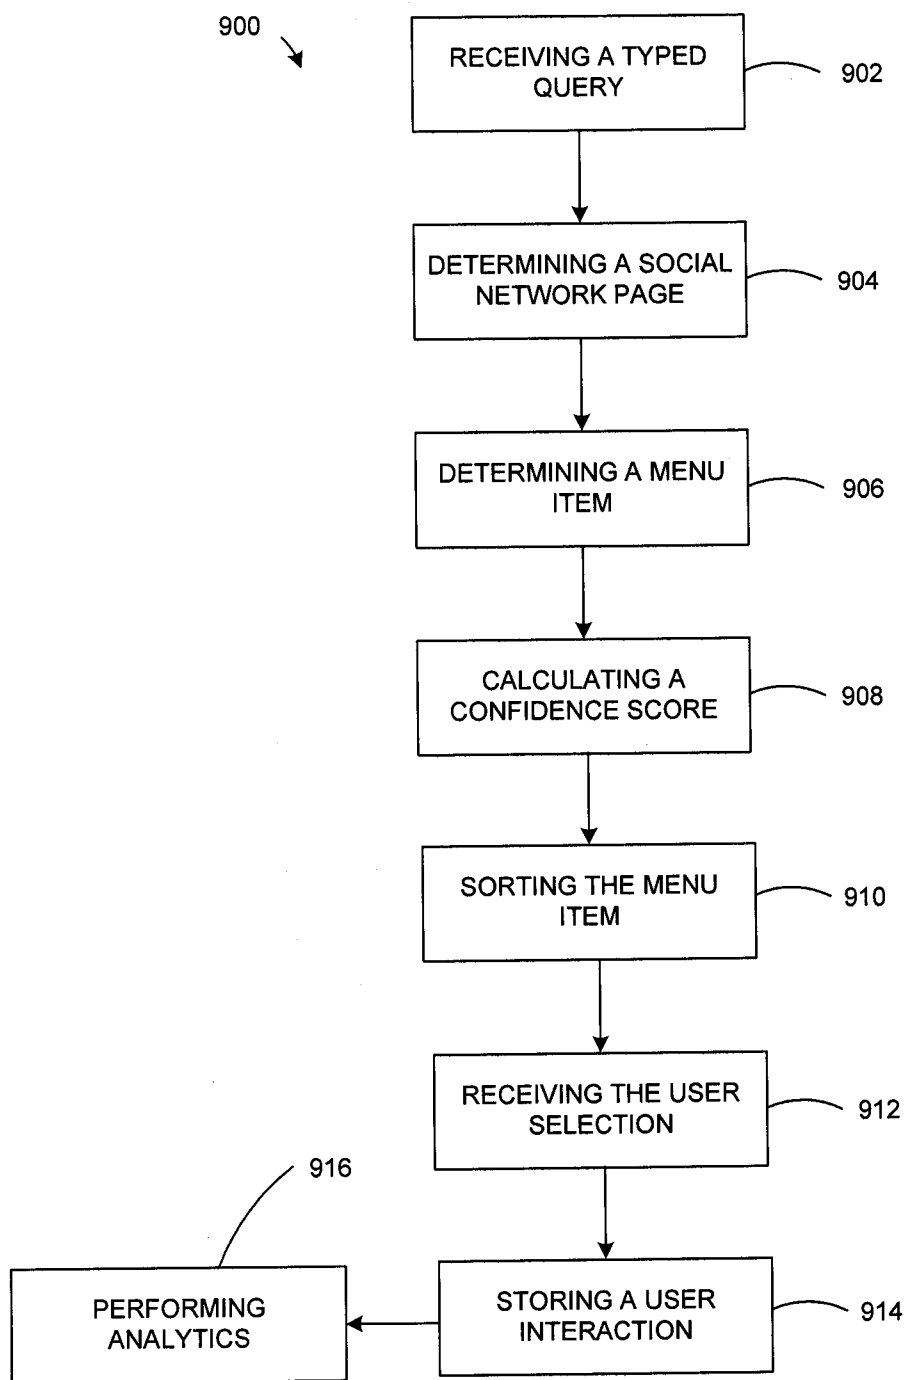 900
RECEIVING A TYPED
QUERY
902
DETERMINING A SOCIAL
NETWORK PAGE
904
DETERMINING A MENU
ITEM
906
CALCULATING A
CONFIDENCE SCORE
908
SORTING THE MENU
ITEM
910
RECEIVING THE USER
SELECTION
912
916
PERFORMING
ANALYTICS
STORING A USER
INTERACTION
914